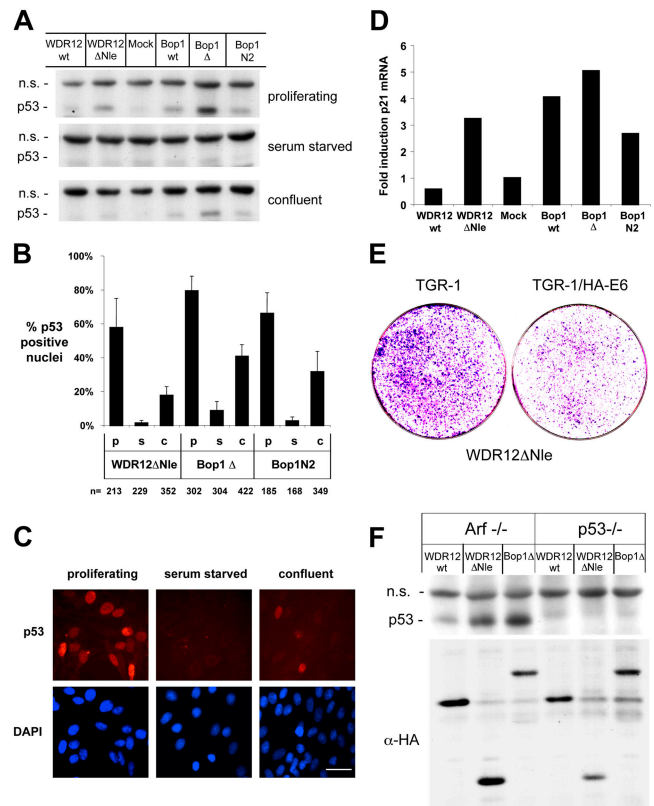 A
WDR12 wt
WDR12 ΔNle
Mock
Bop1 wt
Bop1 Δ
Bop1 N2
n.s. -
p53 -
proliferating
n.s. -
p53 -
serum starved
n.s. -
p53 -
confluent
B
% p53 positive nuclei
100%
80%
60%
40%
20%
0%
p s c p s c p s c
WDR12ΔNle Bop1 Δ Bop1N2
n= 213 229 352 302 304 422 185 168 349
C
proliferating serum starved confluent
p53
DAPI
D
Fold induction p21 mRNA
6
5
4
3
2
1
0
WDR12 wt
WDR12 ΔNle
Mock
Bop1 wt
Bop1 Δ
Bop1 N2
E
TGR-1 TGR-1/HA-E6
WDR12ΔNle
F
Arf -/- p53-/-
WDR12 wt
WDR12 ΔNle
Bop1Δ
WDR12 wt
WDR12 ΔNle
Bop1Δ
n.s. -
p53 -
α-HA